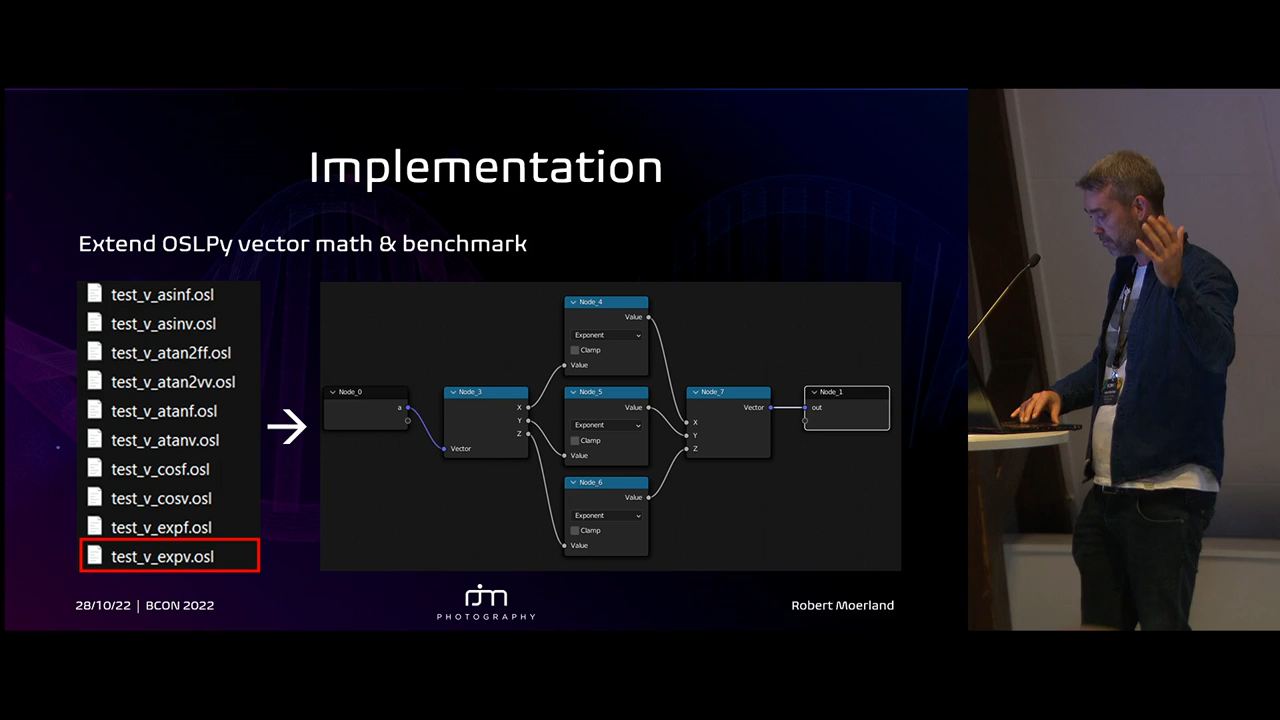 Implementation
Extend OSLPy vector math & benchmark
test_v_asinf.osl
test_v_asinv.osl
test_v_atan2ff.osl
test_v_atan2vv.osl
test_v_atanf.osl
test_v_atanv.osl
test_v_cosf.osl
test_v_cosv.osl
test_v_expf.osl
test_v_expv.osl
Node_0
a
Node_3
X
Y
Z
Vector
Node_4
Value
Exponent
Clamp
Value
Node_5
Value
Exponent
Clamp
Value
Node_6
Value
Exponent
Clamp
Value
Node_7
Vector
X
Y
Z
Node_1
out
28/10/22 | BCON 2022
rjm
PHOTOGRAPHY
Robert Moerland